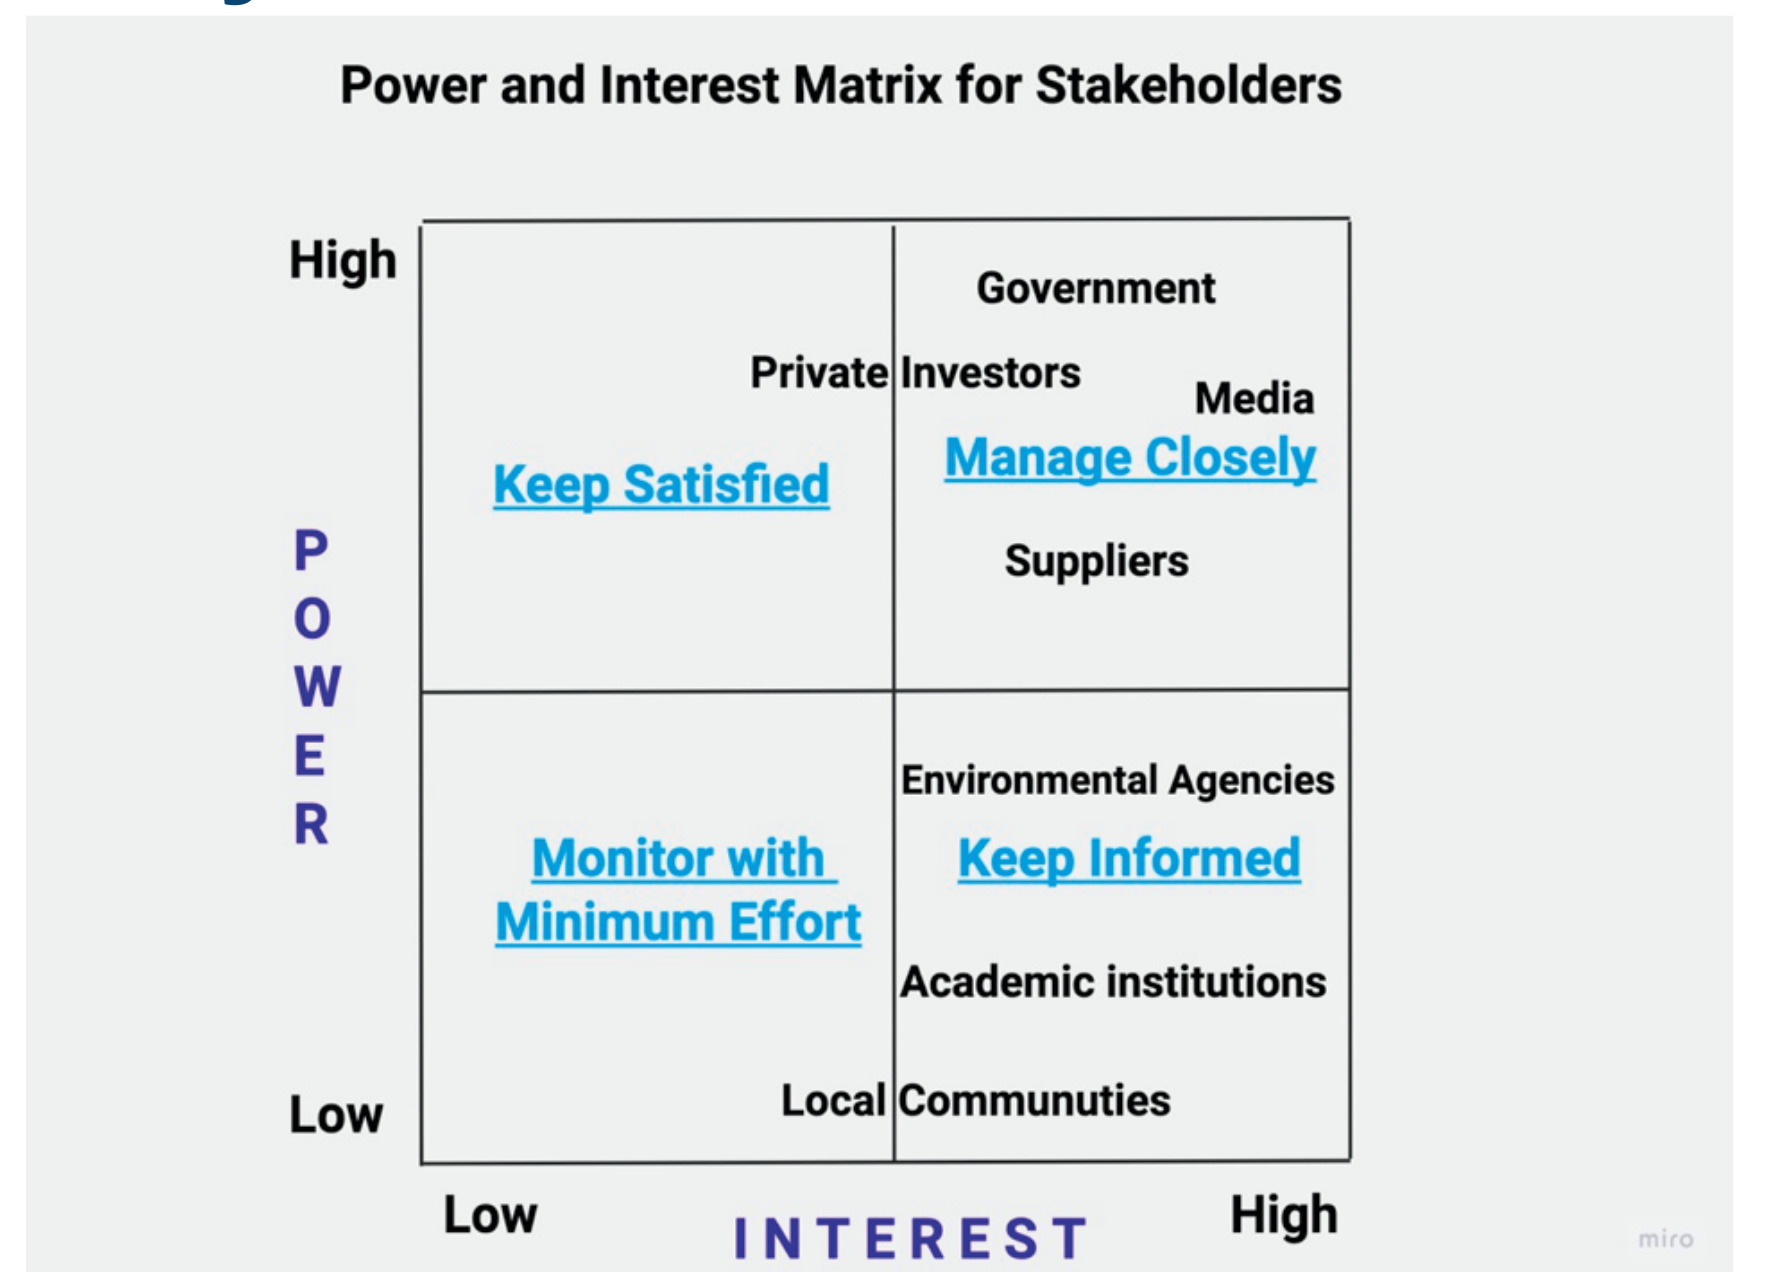 Power and Interest Matrix for Stakeholders
High
Government
Private Investors
Media
Keep Satisfied
Manage Closely
Suppliers
P
O
W
E
R
Environmental Agencies
Monitor with
Minimum Effort
Keep Informed
Academic institutions
Local Communuties
Low
Low
INTEREST
High
miro